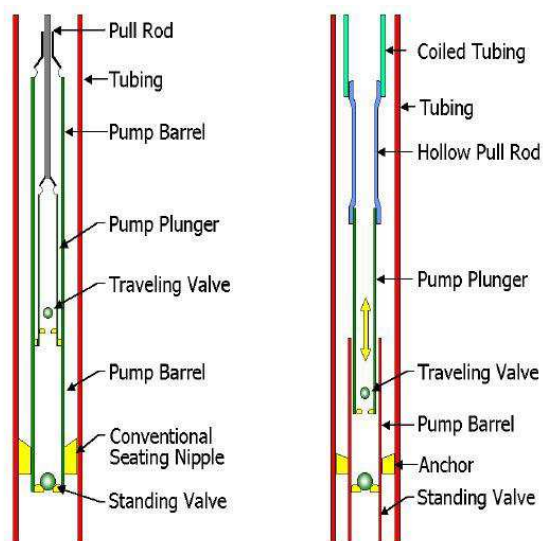 Pull Rod
Tubing
Pump Barrel
Pump Plunger
Traveling Valve
Pump Barrel
Conventional
Seating Nipple
Standing Valve
Coiled Tubing
Tubing
Hollow Pull Rod
Pump Plunger
Traveling Valve
Pump Barrel
Anchor
Standing Valve